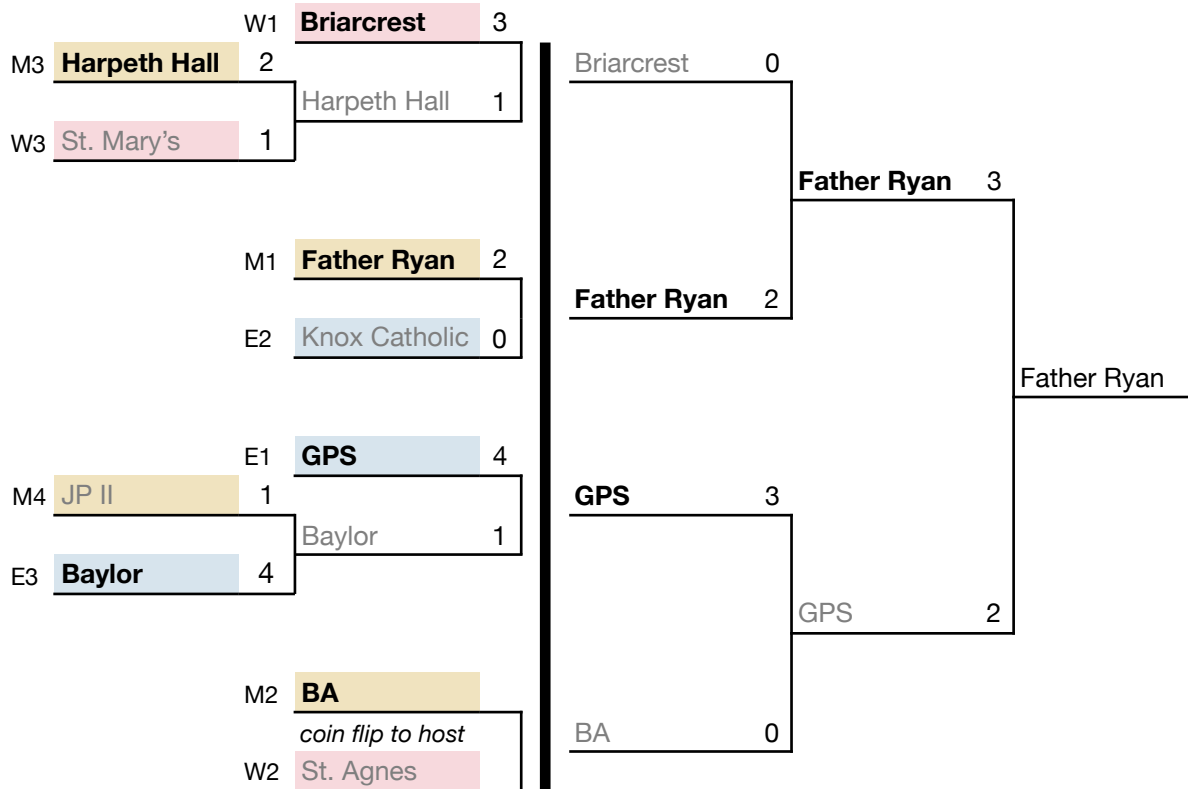 W1 Briarcrest 3
M3 Harpeth Hall 2
Harpeth Hall 1
W3 St. Mary's 1
M1 Father Ryan 2
E2 Knox Catholic 0
E1 GPS 4
M4 JP II 1
Baylor 1
E3 Baylor 4
M2 BA
coin flip to host
W2 St. Agnes
Briarcrest 0
Father Ryan 3
Father Ryan 2
Father Ryan
GPS 3
GPS 2
BA 0